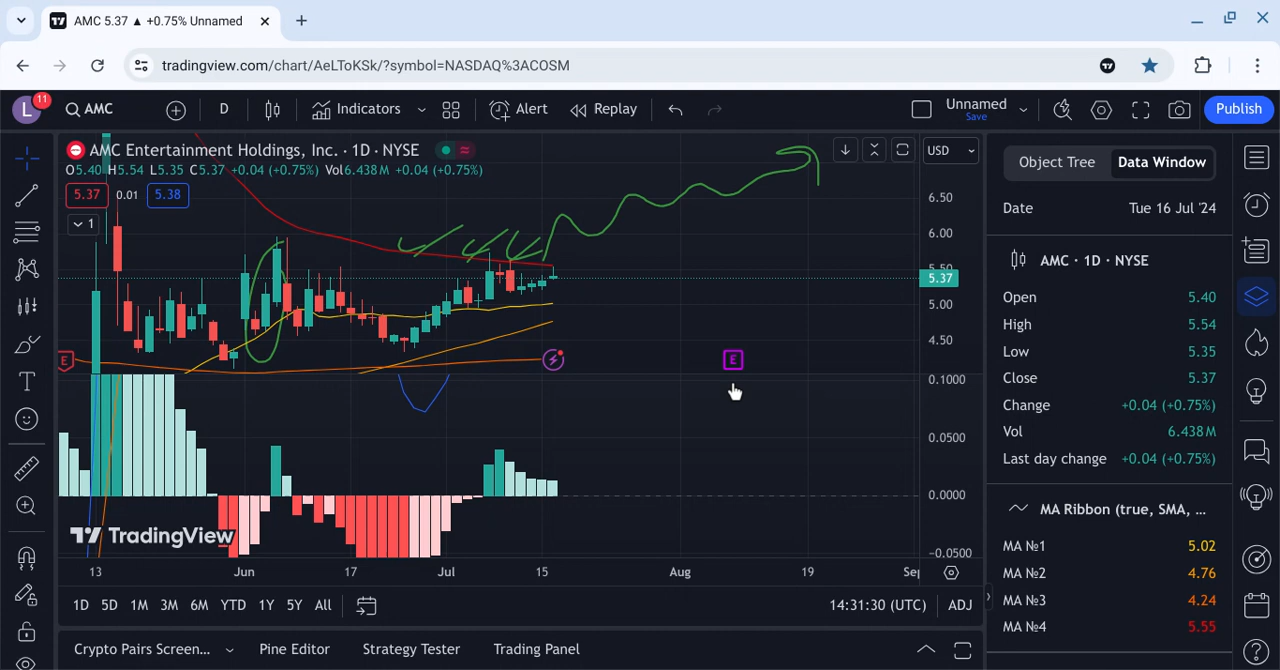 AMC 5.37 ▲ +0.75% Unnamed
tradingview.com/chart/AeLToKSk/?symbol=NASDAQ%3ACOSM
L 11 AMC D Indicators Alert Replay Unnamed Save Publish
AMC Entertainment Holdings, Inc. · 1D · NYSE
O5.40 H5.54 L5.35 C5.37 +0.04 (+0.75%) Vol6.438M +0.04 (+0.75%)
5.37 0.01 5.38
1
USD
6.50
6.00
5.50
5.37
5.00
4.50
E
E
0.1000
0.0500
0.0000
−0.0500
TradingView
13 Jun 17 Jul 15 Aug 19
1D 5D 1M 3M 6M YTD 1Y 5Y All 14:31:30 (UTC) ADJ
Crypto Pairs Screen... Pine Editor Strategy Tester Trading Panel
Object Tree Data Window
Date Tue 16 Jul '24
AMC · 1D · NYSE
Open 5.40
High 5.54
Low 5.35
Close 5.37
Change +0.04 (+0.75%)
Vol 6.438M
Last day change +0.04 (+0.75%)
MA Ribbon (true, SMA, ...
MA №1 5.02
MA №2 4.76
MA №3 4.24
MA №4 5.55